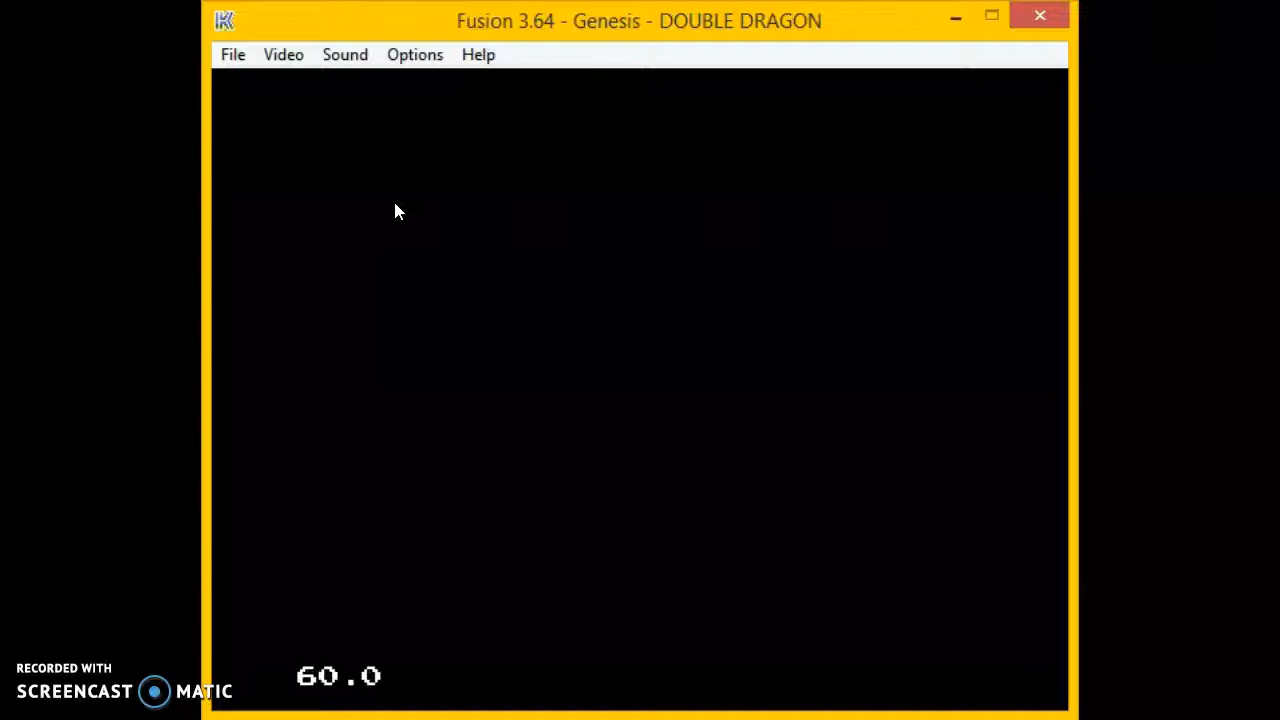 Fusion 3.64 - Genesis - DOUBLE DRAGON
File Video Sound Options Help
60.0
RECORDED WITH
SCREENCAST MATIC